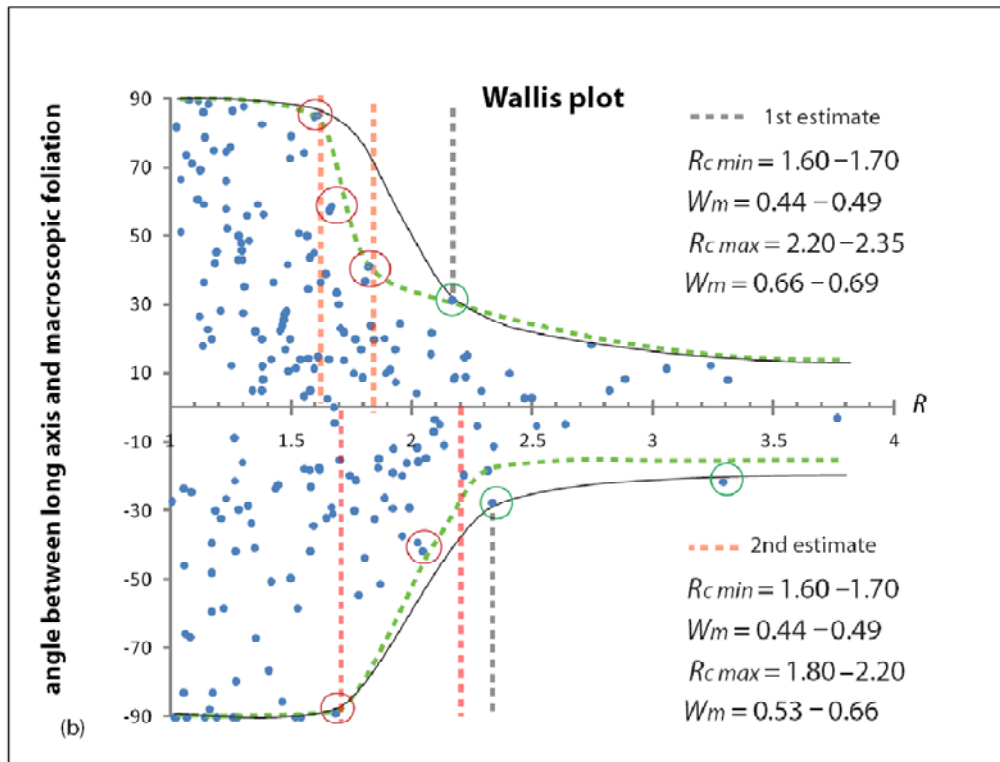 Wallis plot
angle between long axis and macroscopic foliation
90
70
50
30
10
-10
-30
-50
-70
-90
1
1.5
2
2.5
3
3.5
4
R
1st estimate
Rc min = 1.60 –1.70
Wm = 0.44 – 0.49
Rc max = 2.20 –2.35
Wm = 0.66 – 0.69
2nd estimate
Rc min = 1.60 –1.70
Wm = 0.44 –0.49
Rc max = 1.80 –2.20
Wm = 0.53 – 0.66
(b)